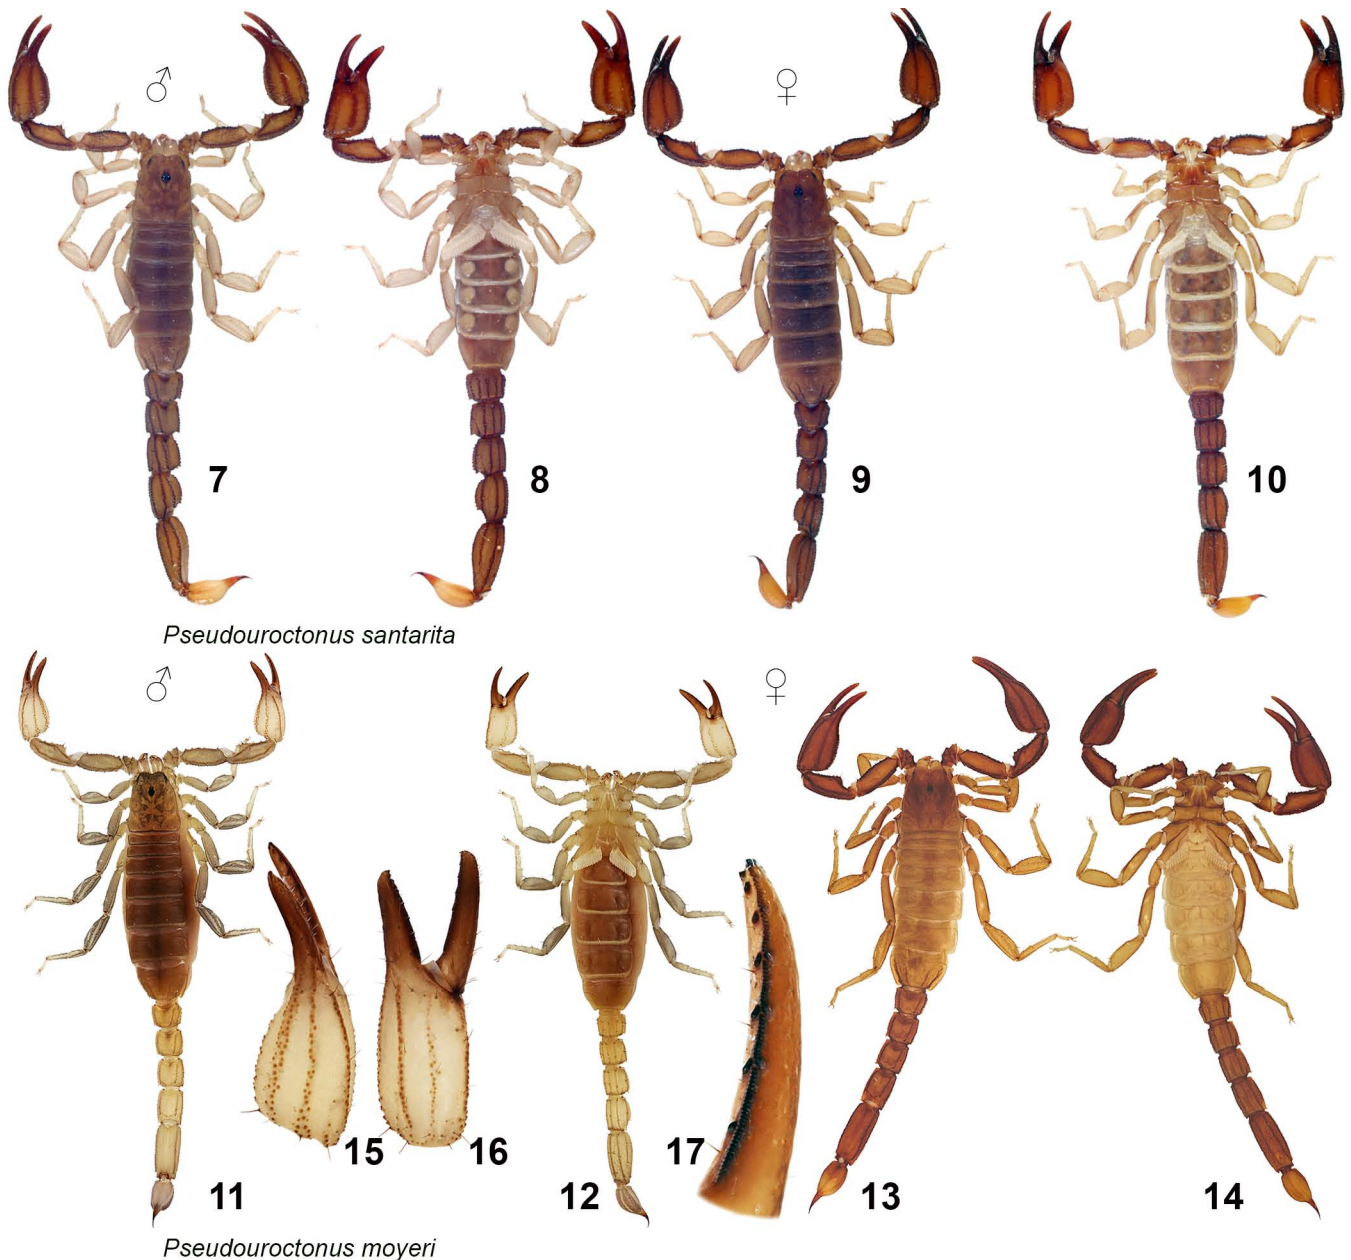 ♂ ♀
7 8 9 10
Pseudouroctonus santarita
♂ ♀
15 16 17
11 12 13 14
Pseudouroctonus moyeri